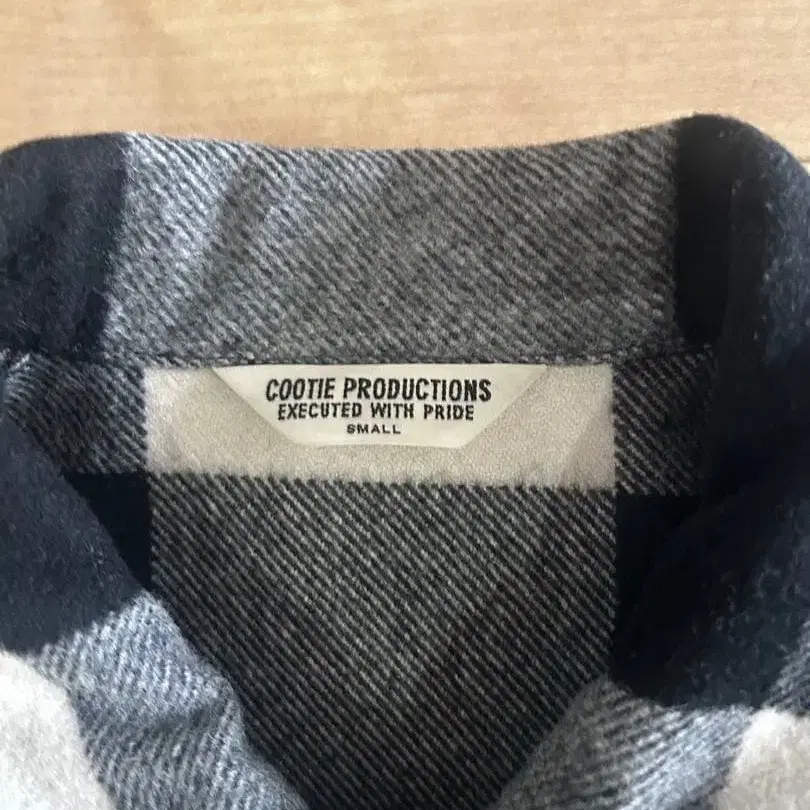 COOTIE PRODUCTIONS
EXECUTED WITH PRIDE
SMALL